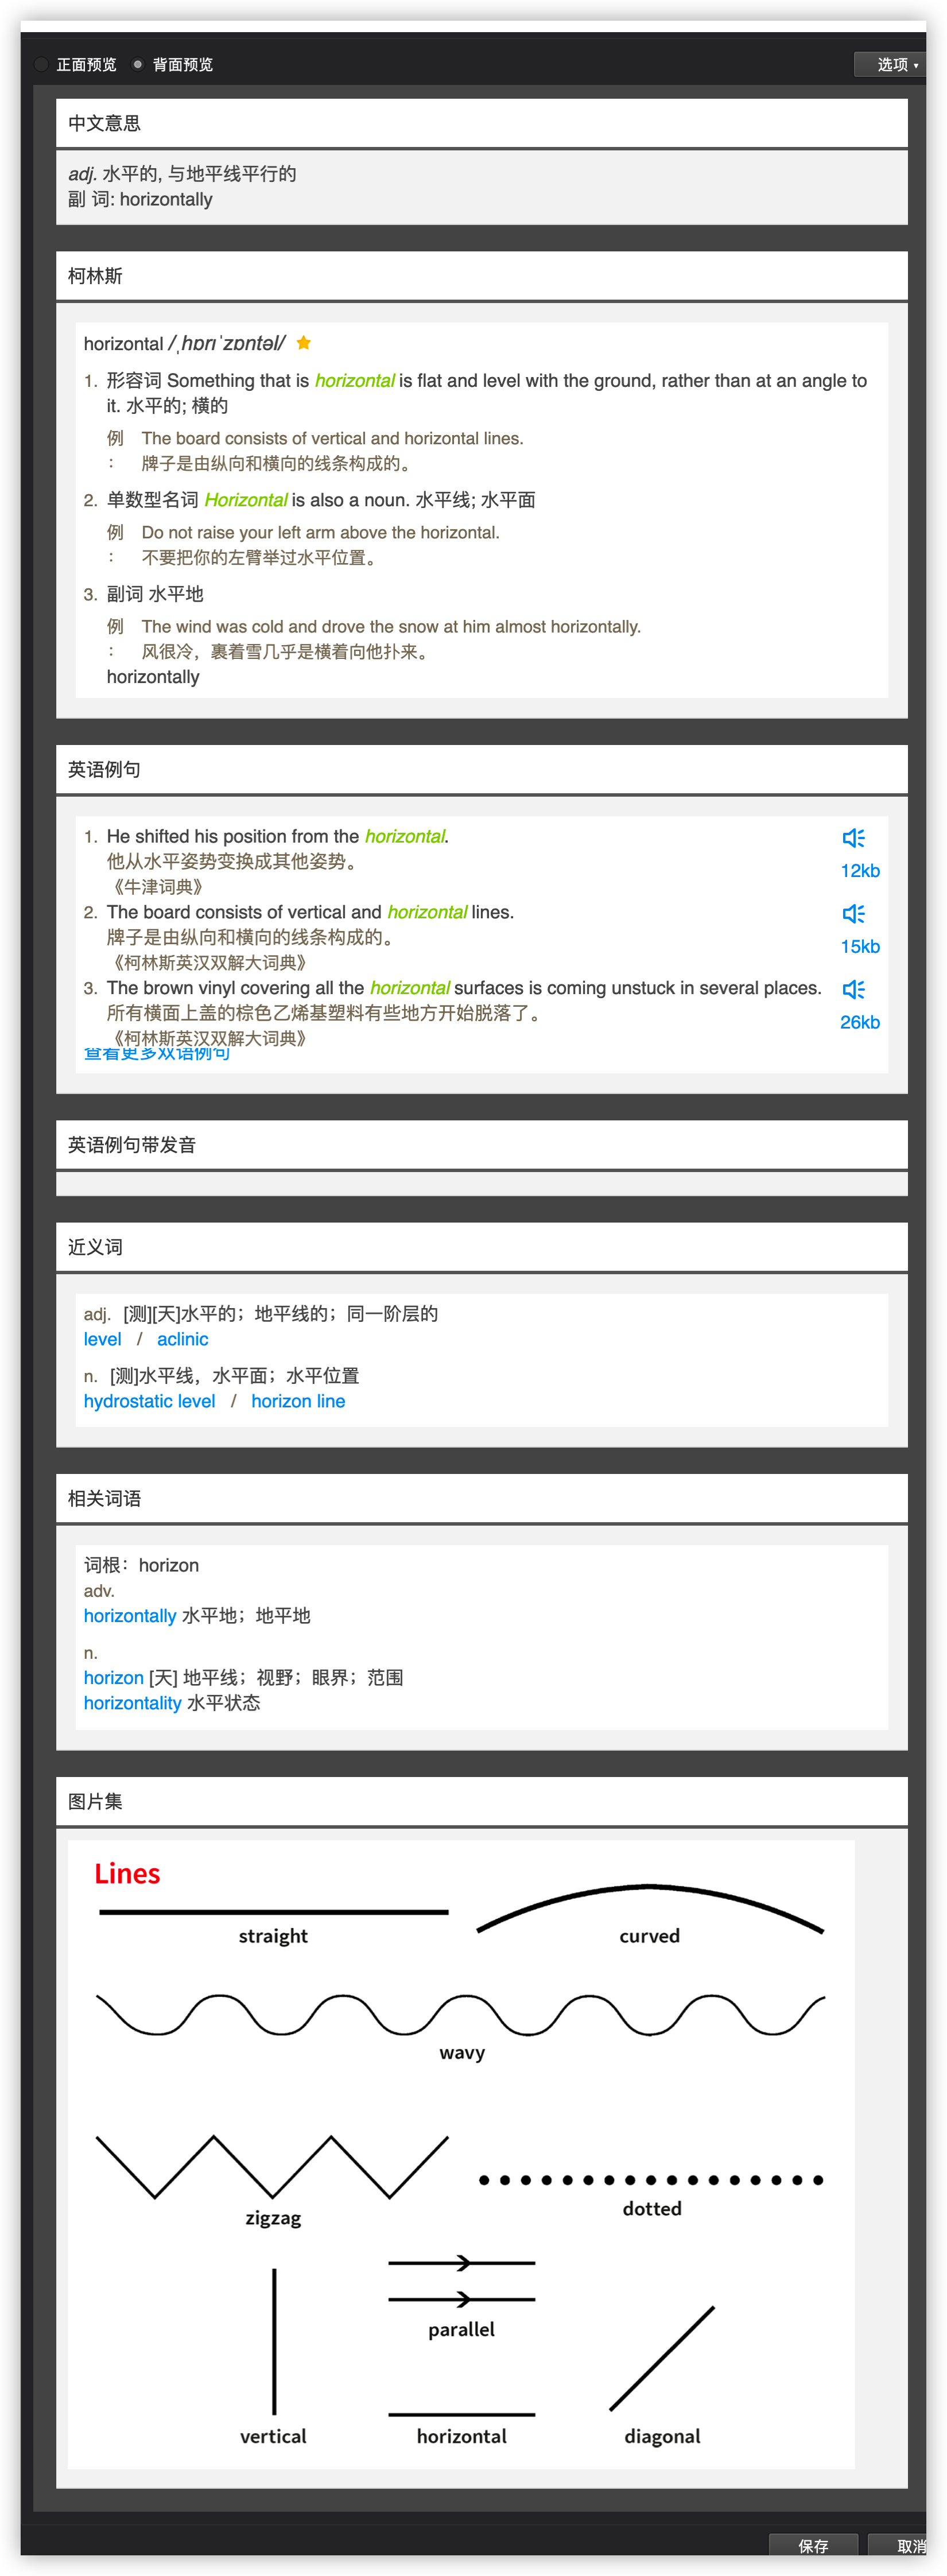 正面预览 背面预览 选项
中文意思
adj. 水平的, 与地平线平行的
副 词: horizontally
柯林斯
horizontal /ˌhɒrɪˈzɒntəl/
1. 形容词 Something that is horizontal is flat and level with the ground, rather than at an angle to
it. 水平的; 横的
例 The board consists of vertical and horizontal lines.
： 牌子是由纵向和横向的线条构成的。
2. 单数型名词 Horizontal is also a noun. 水平线; 水平面
例 Do not raise your left arm above the horizontal.
： 不要把你的左臂举过水平位置。
3. 副词 水平地
例 The wind was cold and drove the snow at him almost horizontally.
： 风很冷，裹着雪几乎是横着向他扑来。
horizontally
英语例句
1. He shifted his position from the horizontal.
他从水平姿势变换成其他姿势。
12kb
《牛津词典》
2. The board consists of vertical and horizontal lines.
牌子是由纵向和横向的线条构成的。
15kb
《柯林斯英汉双解大词典》
3. The brown vinyl covering all the horizontal surfaces is coming unstuck in several places.
所有横面上盖的棕色乙烯基塑料有些地方开始脱落了。
26kb
《柯林斯英汉双解大词典》
查看更多双语例句
英语例句带发音
近义词
adj. [测][天]水平的；地平线的；同一阶层的
level / aclinic
n. [测]水平线，水平面；水平位置
hydrostatic level / horizon line
相关词语
词根：horizon
adv.
horizontally 水平地；地平地
n.
horizon [天] 地平线；视野；眼界；范围
horizontality 水平状态
图片集
Lines
straight curved
wavy
zigzag dotted
parallel
vertical horizontal diagonal
保存 取消